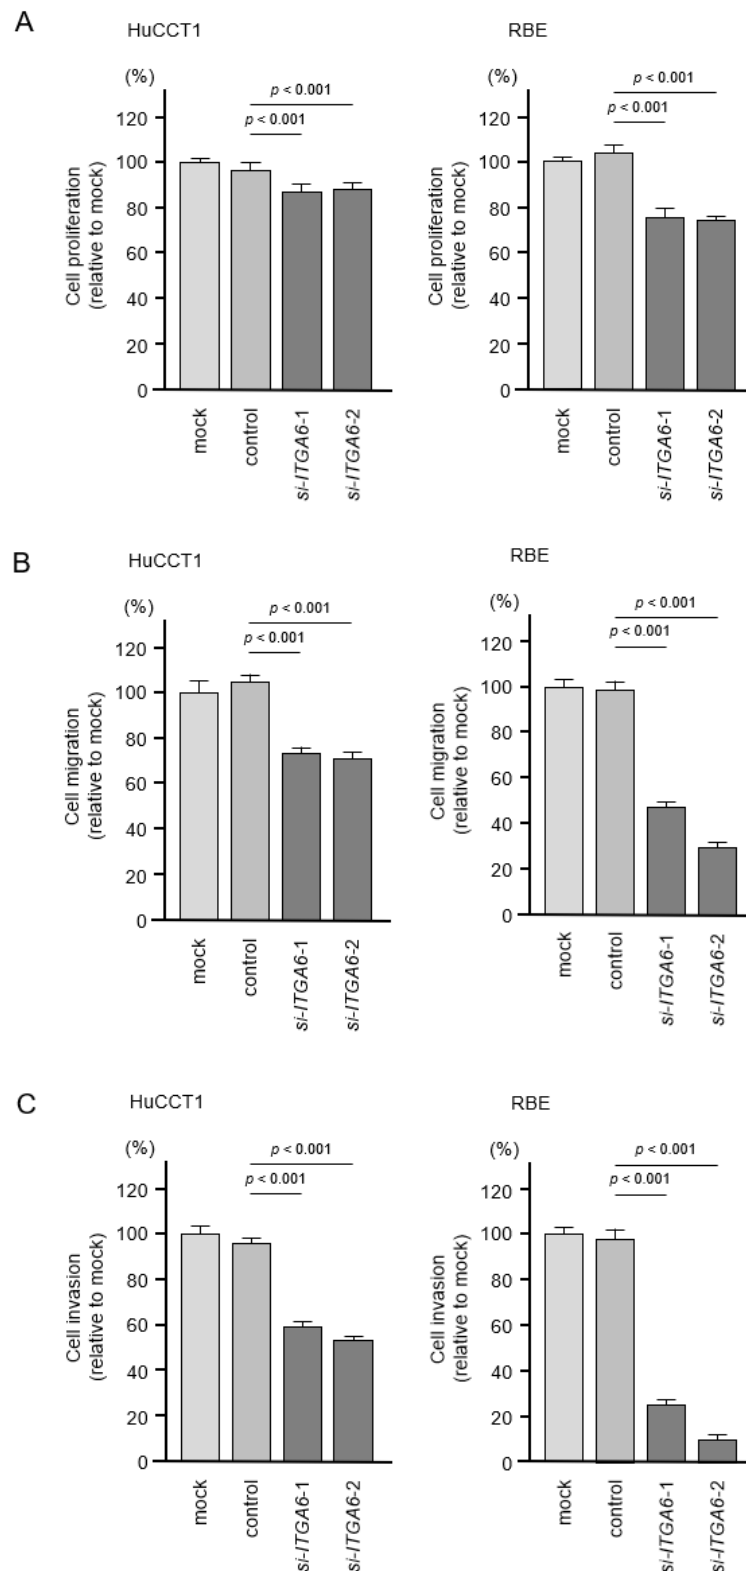 A
HuCCT1
RBE
(%)
(%)
p < 0.001
p < 0.001
p < 0.001
p < 0.001
Cell proliferation
(relative to mock)
120
100
80
60
40
20
0
mock
control
si-ITGA6-1
si-ITGA6-2
Cell proliferation
(relative to mock)
120
100
80
60
40
20
0
mock
control
si-ITGA6-1
si-ITGA6-2
B
HuCCT1
RBE
(%)
(%)
p < 0.001
p < 0.001
p < 0.001
p < 0.001
Cell migration
(relative to mock)
120
100
80
60
40
20
0
mock
control
si-ITGA6-1
si-ITGA6-2
Cell migration
(relative to mock)
120
100
80
60
40
20
0
mock
control
si-ITGA6-1
si-ITGA6-2
C
HuCCT1
RBE
(%)
(%)
p < 0.001
p < 0.001
p < 0.001
p < 0.001
Cell invasion
(relative to mock)
120
100
80
60
40
20
0
mock
control
si-ITGA6-1
si-ITGA6-2
Cell invasion
(relative to mock)
120
100
80
60
40
20
0
mock
control
si-ITGA6-1
si-ITGA6-2